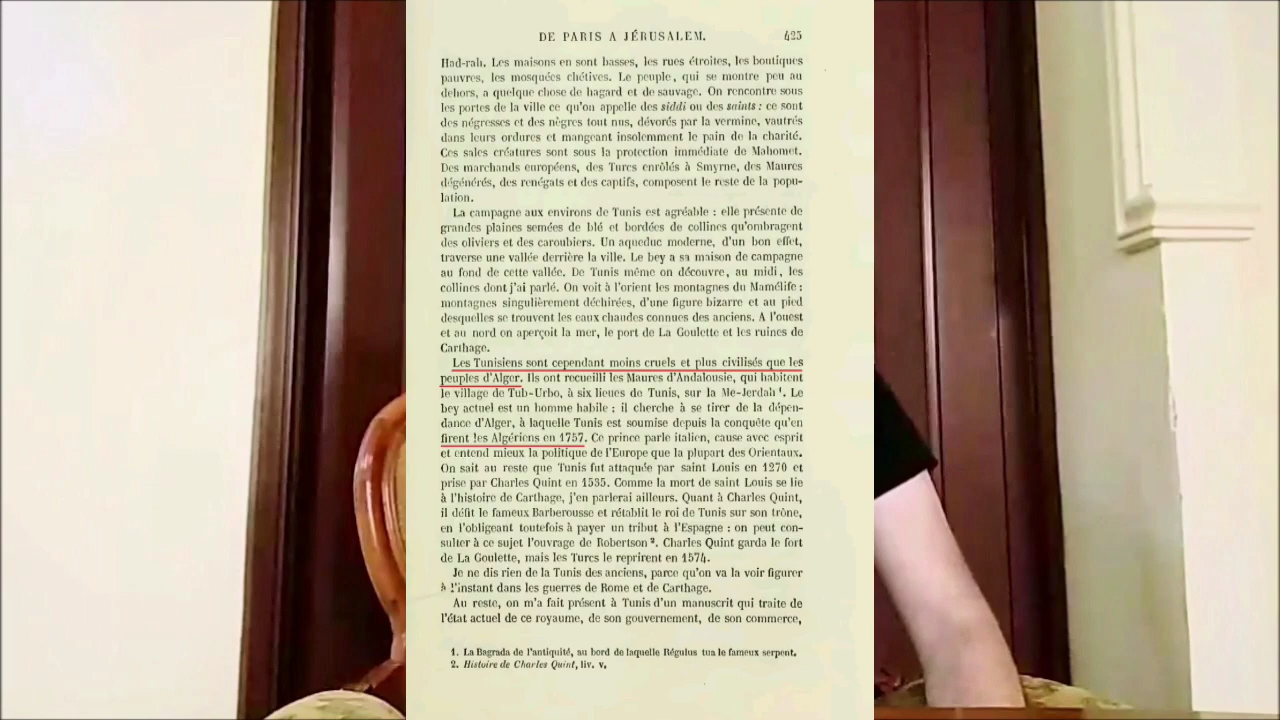 DE PARIS A JÉRUSALEM. 425
Had-rah. Les maisons en sont basses, les rues étroites, les boutiques
pauvres, les mosquées chétives. Le peuple, qui se montre peu au
dehors, a quelque chose de hagard et de sauvage. On rencontre sous
les portes de la ville ce qu'on appelle des siddi ou des saints : ce sont
des négresses et des nègres tout nus, dévorés par la vermine, vautrés
dans leurs ordures et mangeant insolemment le pain de la charité.
Ces sales créatures sont sous la protection immédiate de Mahomet.
Des marchands européens, des Turcs enrôlés à Smyrne, des Maures
dégénérés, des renégats et des captifs, composent le reste de la popu-
lation.
La campagne aux environs de Tunis est agréable : elle présente de
grandes plaines semées de blé et bordées de collines qu'ombragent
des oliviers et des caroubiers. Un aqueduc moderne, d'un bon effet,
traverse une vallée derrière la ville. Le bey a sa maison de campagne
au fond de cette vallée. De Tunis même on découvre, au midi, les
collines dont j'ai parlé. On voit à l'orient les montagnes du Mamélife :
montagnes singulièrement déchirées, d'une figure bizarre et au pied
desquelles se trouvent les eaux chaudes connues des anciens. A l'ouest
et au nord on aperçoit la mer, le port de La Goulette et les ruines de
Carthage.
Les Tunisiens sont cependant moins cruels et plus civilisés que les
peuples d'Alger. Ils ont recueilli les Maures d'Andalousie, qui habitent
le village de Tub-Urbo, à six lieues de Tunis, sur la Me-Jerdah ¹. Le
bey actuel est un homme habile : il cherche à se tirer de la dépen-
dance d'Alger, à laquelle Tunis est soumise depuis la conquête qu'en
firent les Algériens en 1757. Ce prince parle italien, cause avec esprit
et entend mieux la politique de l'Europe que la plupart des Orientaux.
On sait au reste que Tunis fut attaquée par saint Louis en 1270 et
prise par Charles Quint en 1535. Comme la mort de saint Louis se lie
à l'histoire de Carthage, j'en parlerai ailleurs. Quant à Charles Quint,
il défit le fameux Barberousse et rétablit le roi de Tunis sur son trône,
en l'obligeant toutefois à payer un tribut à l'Espagne : on peut con-
sulter à ce sujet l'ouvrage de Robertson ². Charles Quint garda le fort
de La Goulette, mais les Turcs le reprirent en 1574.
Je ne dis rien de la Tunis des anciens, parce qu'on va la voir figurer
à l'instant dans les guerres de Rome et de Carthage.
Au reste, on m'a fait présent à Tunis d'un manuscrit qui traite de
l'état actuel de ce royaume, de son gouvernement, de son commerce,
1. La Bagrada de l'antiquité, au bord de laquelle Régulus tua le fameux serpent.
2. Histoire de Charles Quint, liv. v.